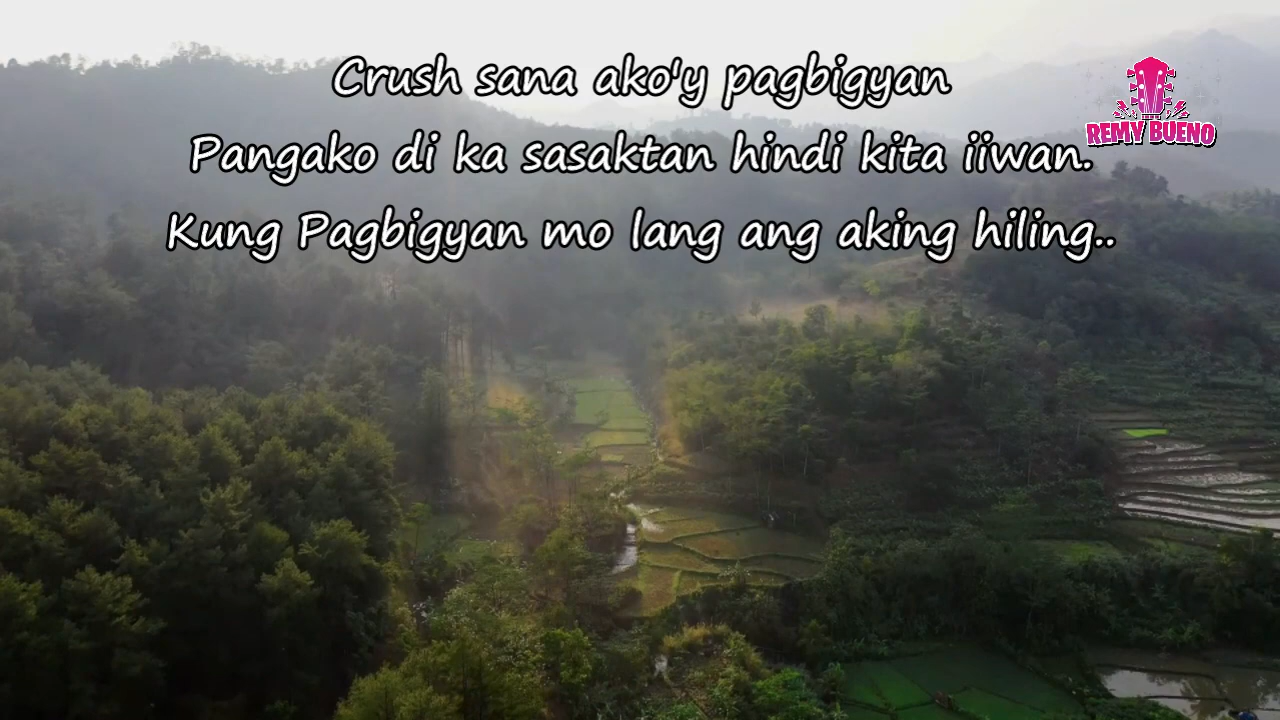 Crush sana ako'y pagbigyan
Pangako di ka sasaktan hindi kita iiwan.
Kung Pagbigyan mo lang ang aking hiling..
REMY BUENO